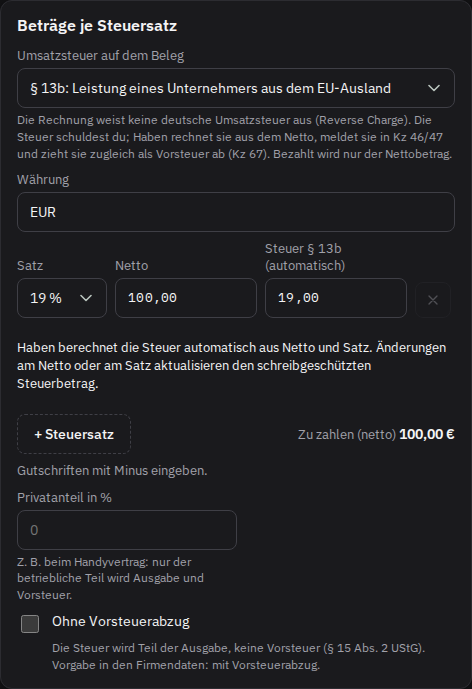 Beträge je Steuersatz
Umsatzsteuer auf dem Beleg
§ 13b: Leistung eines Unternehmers aus dem EU-Ausland
Die Rechnung weist keine deutsche Umsatzsteuer aus (Reverse Charge). Die
Steuer schuldest du; Haben rechnet sie aus dem Netto, meldet sie in Kz 46/47
und zieht sie zugleich als Vorsteuer ab (Kz 67). Bezahlt wird nur der Nettobetrag.
Währung
EUR
Steuer § 13b
Satz Netto (automatisch)
19 % 100,00 19,00
Haben berechnet die Steuer automatisch aus Netto und Satz. Änderungen
am Netto oder am Satz aktualisieren den schreibgeschützten
Steuerbetrag.
+ Steuersatz Zu zahlen (netto) 100,00 €
Gutschriften mit Minus eingeben.
Privatanteil in %
0
Z. B. beim Handyvertrag: nur der
betriebliche Teil wird Ausgabe und
Vorsteuer.
Ohne Vorsteuerabzug
Die Steuer wird Teil der Ausgabe, keine Vorsteuer (§ 15 Abs. 2 UStG).
Vorgabe in den Firmendaten: mit Vorsteuerabzug.